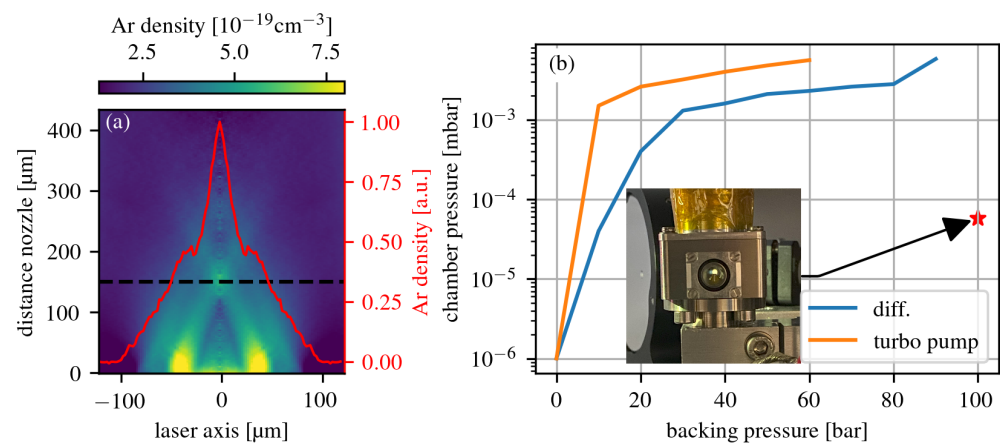 Ar density [10⁻¹⁹cm⁻³]
2.5 5.0 7.5
(a)
400
300
200
100
0
distance nozzle [µm]
−100 0 100
laser axis [µm]
1.00
0.75
0.50
0.25
0.00
Ar density [a.u.]
(b)
10⁻³
10⁻⁴
10⁻⁵
10⁻⁶
chamber pressure [mbar]
diff.
turbo pump
0 20 40 60 80 100
backing pressure [bar]